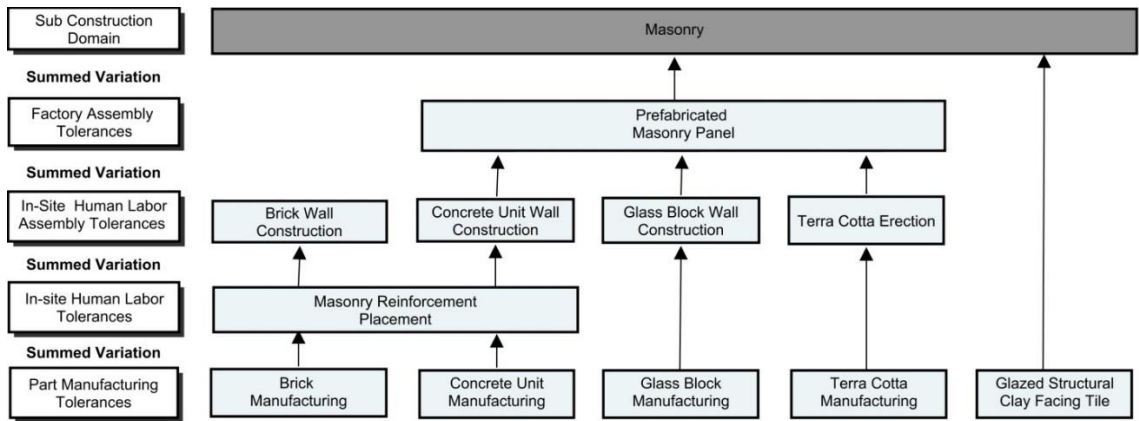 Sub Construction
Domain
Masonry
Summed Variation
Factory Assembly
Tolerances
Prefabricated
Masonry Panel
Summed Variation
In-Site Human Labor
Assembly Tolerances
Brick Wall
Construction
Concrete Unit Wall
Construction
Glass Block Wall
Construction
Terra Cotta Erection
Summed Variation
In-site Human Labor
Tolerances
Masonry Reinforcement
Placement
Summed Variation
Part Manufacturing
Tolerances
Brick
Manufacturing
Concrete Unit
Manufacturing
Glass Block
Manufacturing
Terra Cotta
Manufacturing
Glazed Structural
Clay Facing Tile